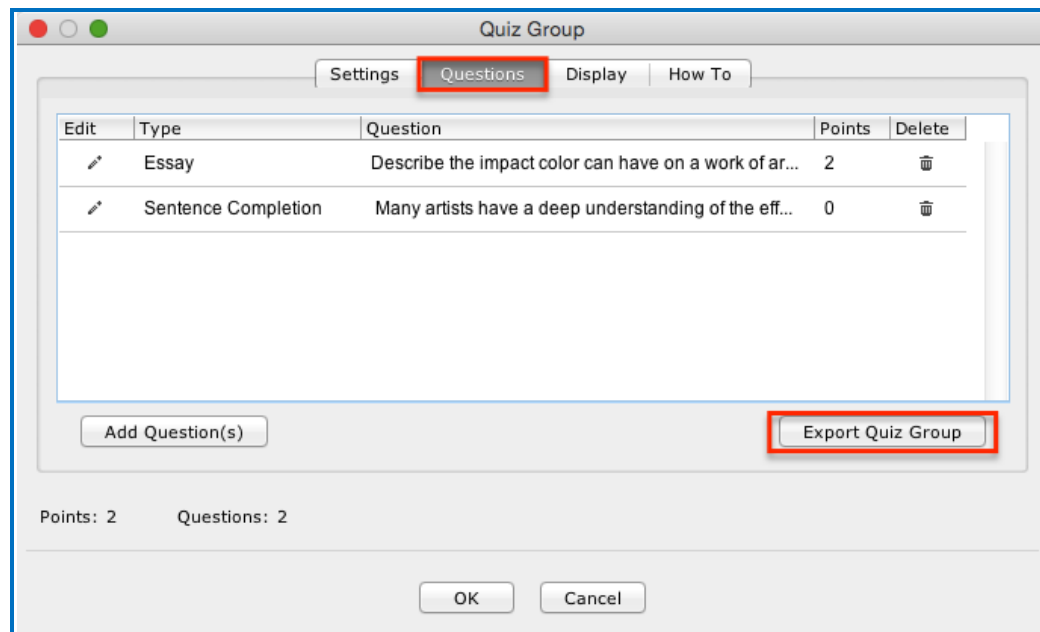 Quiz Group
Settings Questions Display How To
Edit Type Question Points Delete
Essay Describe the impact color can have on a work of ar... 2
Sentence Completion Many artists have a deep understanding of the eff... 0
Add Question(s) Export Quiz Group
Points: 2 Questions: 2
OK Cancel